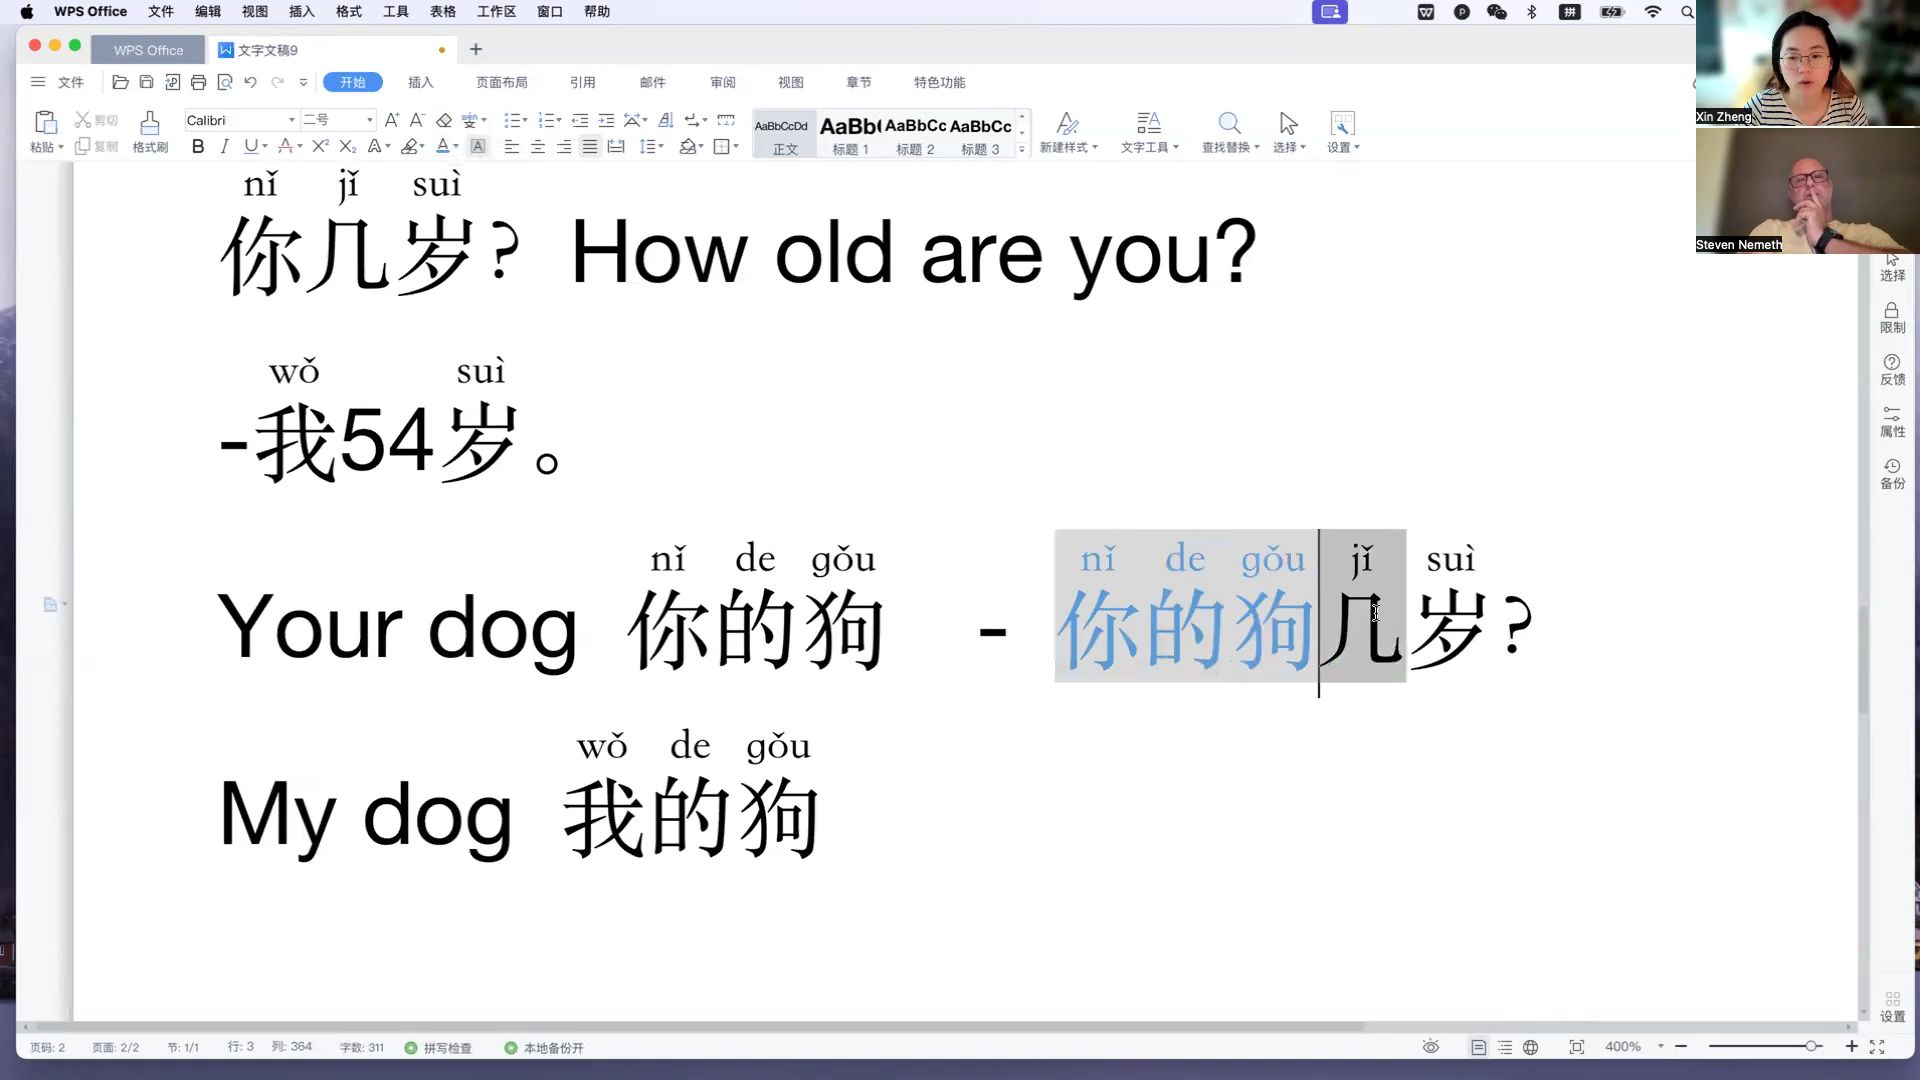 WPS Office 文件 编辑 视图 插入 格式 工具 表格 工作区 窗口 帮助
WPS Office 文字文稿9
文件 开始 插入 页面布局 引用 邮件 审阅 视图 章节 特色功能
粘贴 剪切 复制 格式刷 Calibri 二号
AaBbCcDd AaBb( AaBbCc AaBbCc
正文 标题 1 标题 2 标题 3 新建样式 文字工具 查找替换 选择 设置
Xin Zheng
Steven Nemeth
选择
限制
反馈
属性
备份
设置
nǐ jǐ suì
你几岁? How old are you?
wǒ suì
-我54岁。
nǐ de gǒu nǐ de gǒu jǐ suì
Your dog 你的狗 - 你的狗几岁?
wǒ de gǒu
My dog 我的狗
页码: 2 页面: 2/2 节: 1/1 行: 3 列: 364 字数: 311 拼写检查 本地备份开 400%